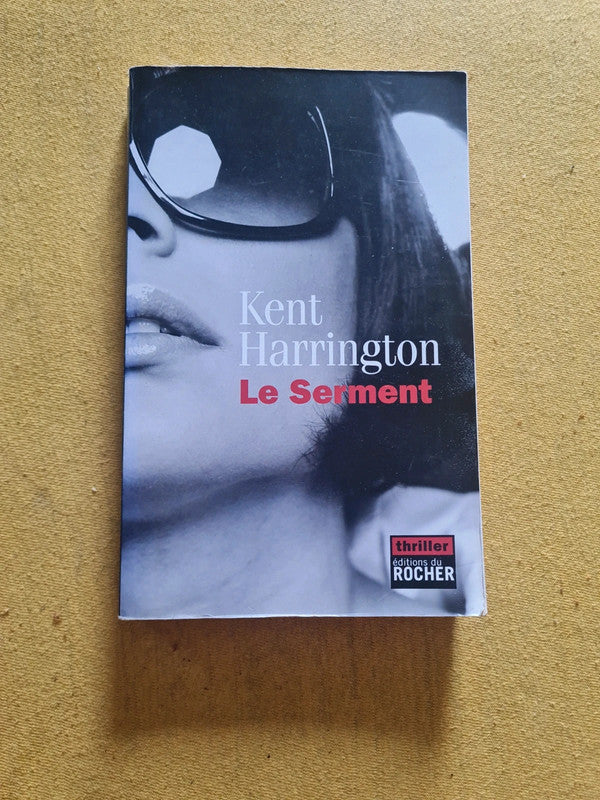 Kent
Harrington
Le Serment
thriller
éditions du
ROCHER